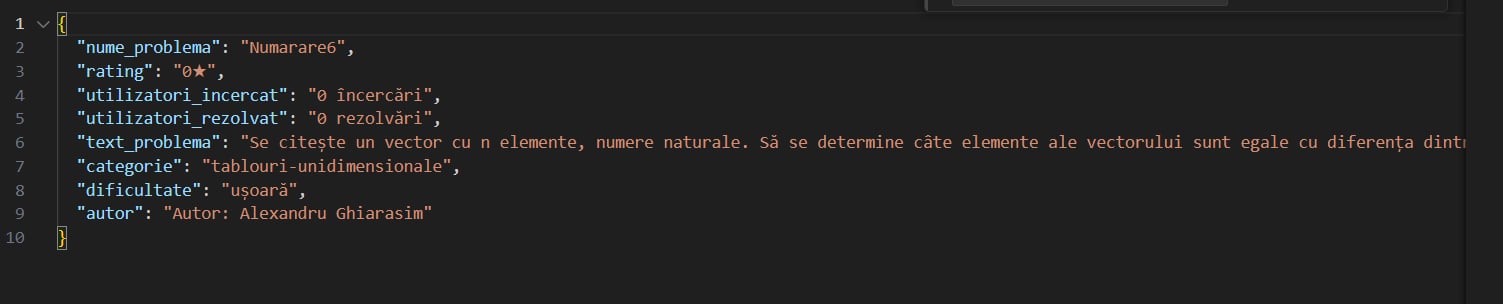 1 {
2 "nume_problema": "Numarare6",
3 "rating": "0★",
4 "utilizatori_incercat": "0 încercări",
5 "utilizatori_rezolvat": "0 rezolvări",
6 "text_problema": "Se citește un vector cu n elemente, numere naturale. Să se determine câte elemente ale vectorului sunt egale cu diferența
7 "categorie": "tablouri-unidimensionale",
8 "dificultate": "ușoară",
9 "autor": "Autor: Alexandru Ghiarasim"
10 }